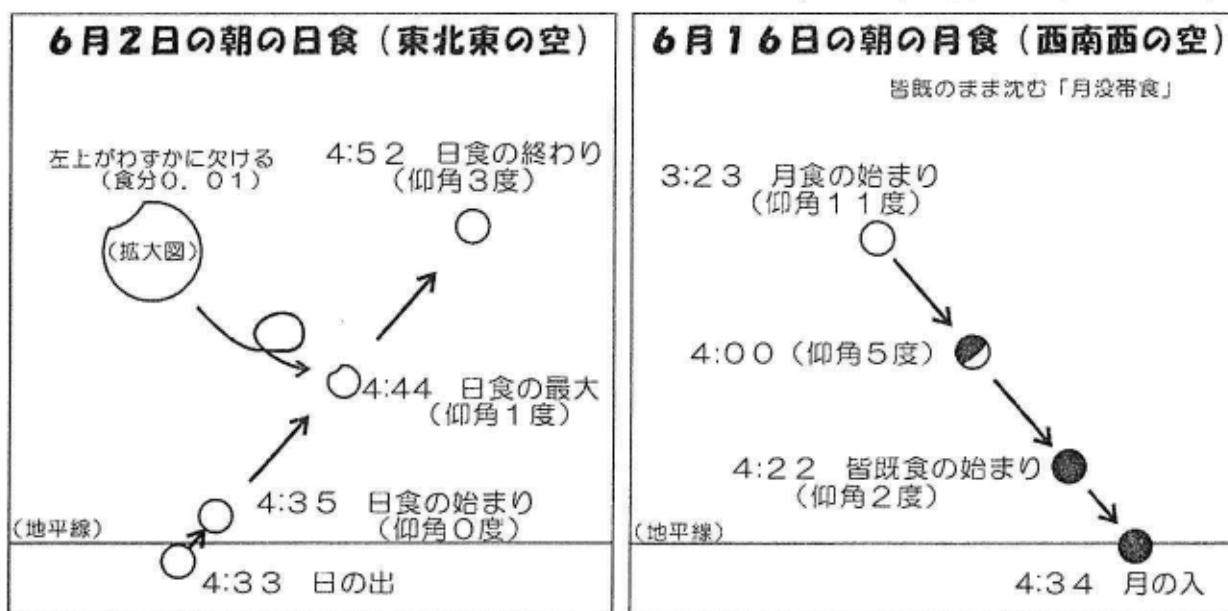 6月2日の朝の日食（東北東の空）
左上がわずかに欠ける
（食分0．01）
（拡大図）
4:52 日食の終わり
（仰角3度）
4:44 日食の最大
（仰角1度）
4:35 日食の始まり
（仰角0度）
（地平線）
4:33 日の出
6月16日の朝の月食（西南西の空）
皆既のまま沈む「月没帯食」
3:23 月食の始まり
（仰角11度）
4:00（仰角5度）
4:22 皆既食の始まり
（仰角2度）
（地平線）
4:34 月の入